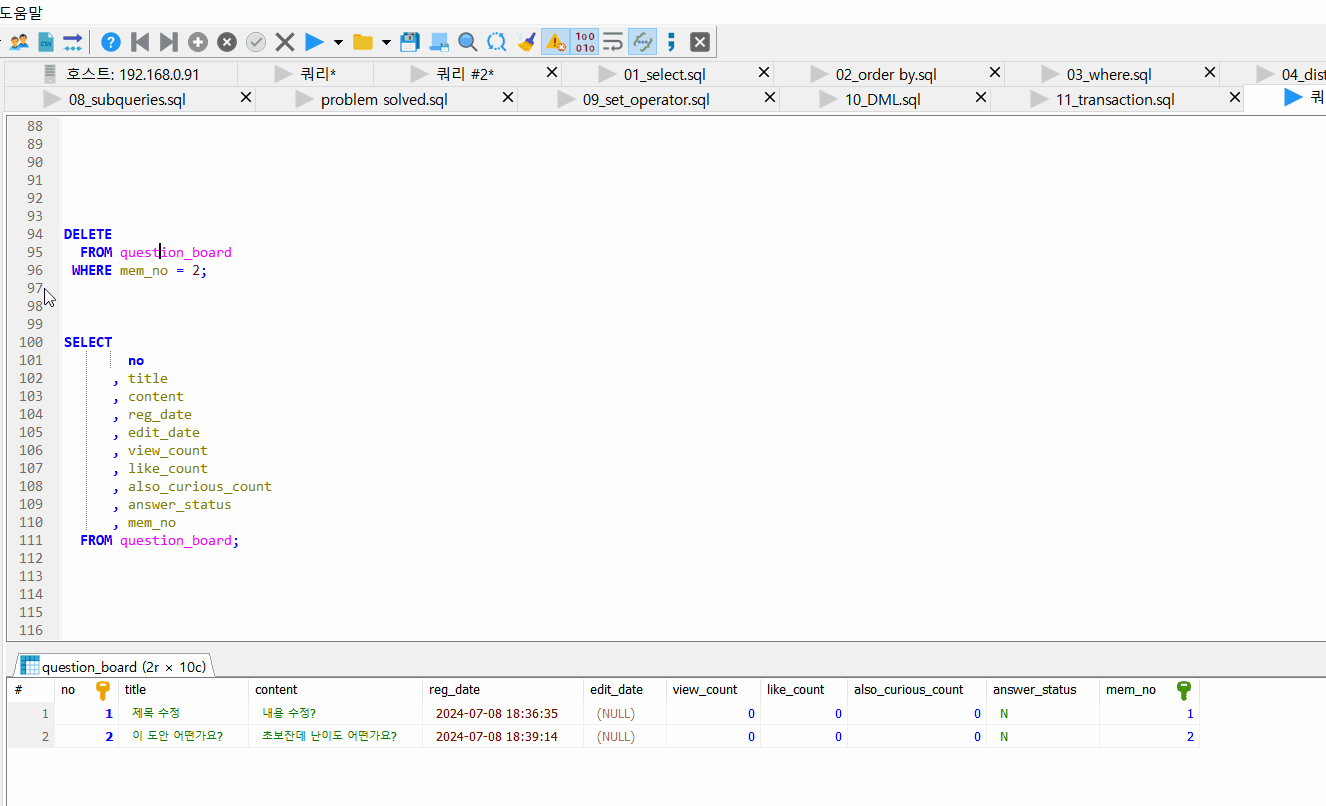 도움말
호스트: 192.168.0.91 쿼리* 쿼리 #2* 01_select.sql 02_order by.sql 03_where.sql 04_dist
08_subqueries.sql problem solved.sql 09_set_operator.sql 10_DML.sql 11_transaction.sql 쿼
88
89
90
91
92
93
94 DELETE
95 FROM question_board
96 WHERE mem_no = 2;
97
98
99
100 SELECT
101 no
102 , title
103 , content
104 , reg_date
105 , edit_date
106 , view_count
107 , like_count
108 , also_curious_count
109 , answer_status
110 , mem_no
111 FROM question_board;
112
113
114
115
116
question_board (2r × 10c)
# no title content reg_date edit_date view_count like_count also_curious_count answer_status mem_no
1 1 제목 수정 내용 수정? 2024-07-08 18:36:35 (NULL) 0 0 0 N 1
2 2 이 도안 어떤가요? 초보잔데 난이도 어떤가요? 2024-07-08 18:39:14 (NULL) 0 0 0 N 2